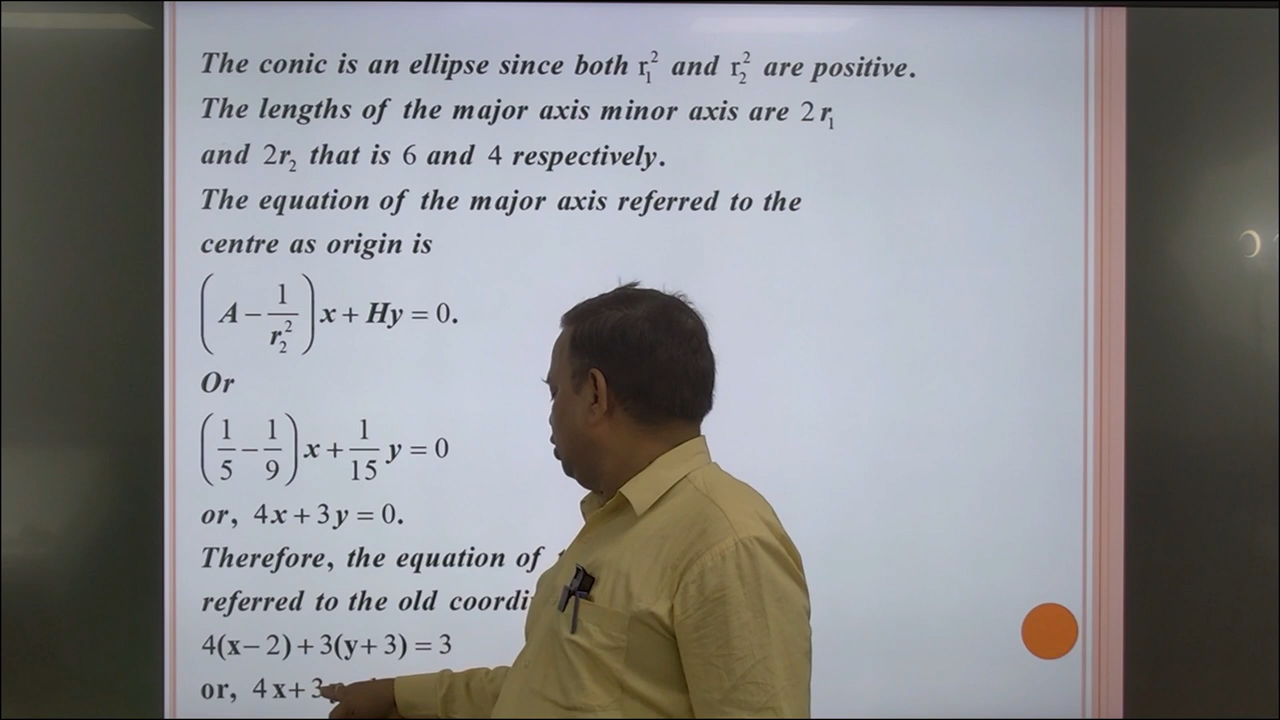 The conic is an ellipse since both r₁² and r₂² are positive.
The lengths of the major axis minor axis are 2 r₁
and 2r₂ that is 6 and 4 respectively.
The equation of the major axis referred to the
centre as origin is
(A − 1/r₂²)x + Hy = 0.
Or
(1/5 − 1/9)x + 1/15 y = 0
or, 4x + 3y = 0.
Therefore, the equation of
referred to the old
4(x − 2) + 3(y + 3) = 3
or, 4x + 3